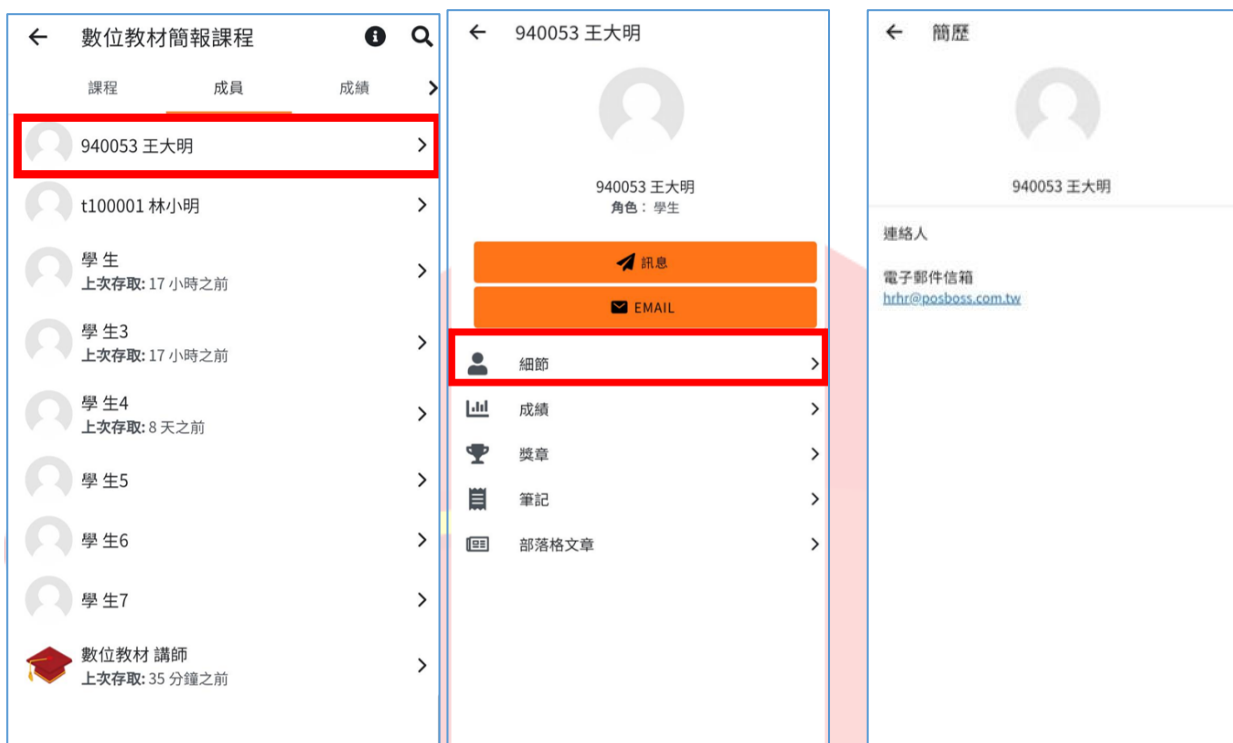 數位教材簡報課程
課程 成員 成績
940053 王大明
t100001 林小明
學 生
上次存取: 17 小時之前
學 生3
上次存取: 17 小時之前
學 生4
上次存取: 8 天之前
學 生5
學 生6
學 生7
數位教材 講師
上次存取: 35 分鐘之前
940053 王大明
940053 王大明
角色： 學生
訊息
EMAIL
細節
成績
獎章
筆記
部落格文章
簡歷
940053 王大明
連絡人
電子郵件信箱
hrhr@posboss.com.tw